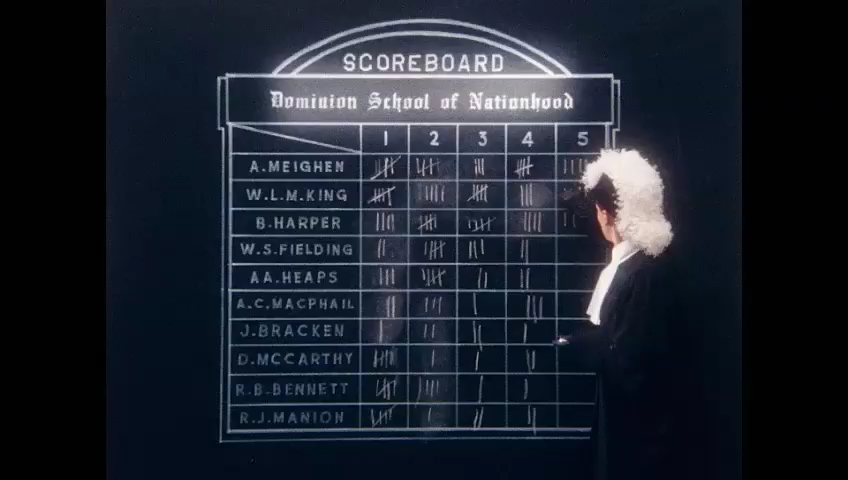 SCOREBOARD
Dominion School of Nationhood
1 2 3 4 5
A.MEIGHEN
W.L.M.KING
B.HARPER
W.S.FIELDING
A.A.HEAPS
A.C.MACPHAIL
J.BRACKEN
D.MCCARTHY
R.B.BENNETT
R.J.MANION